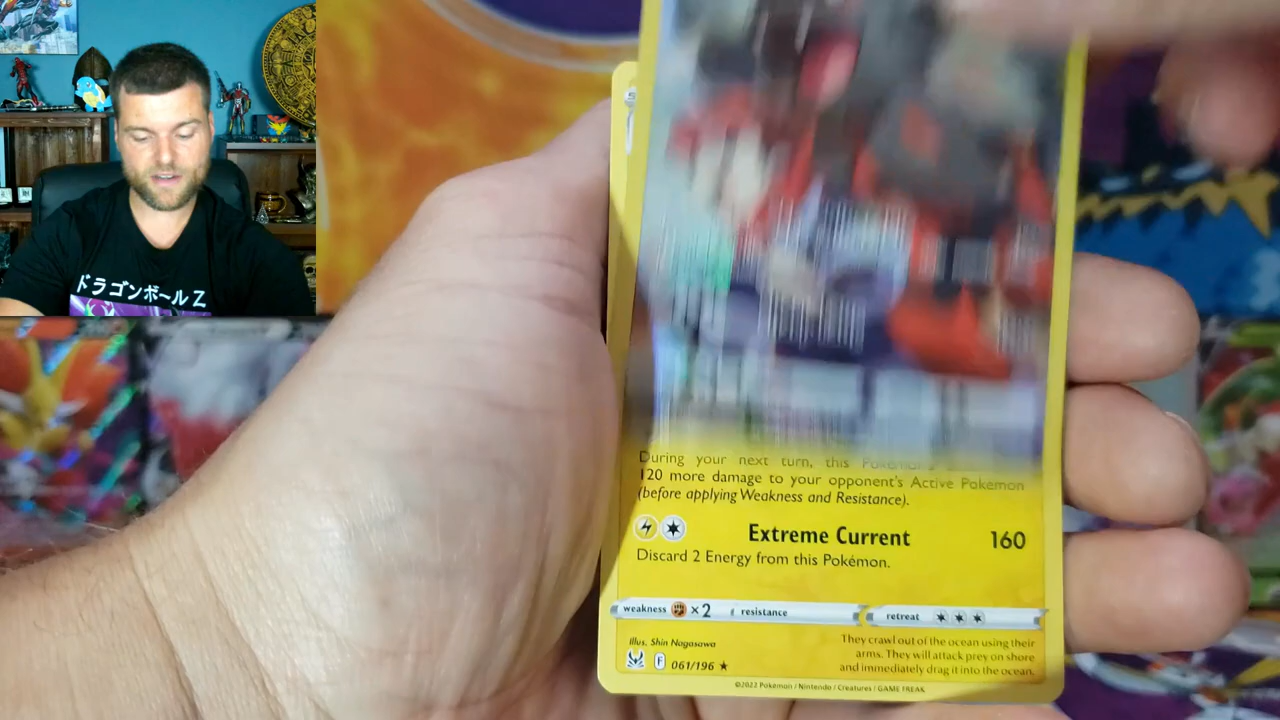 ドラゴンボールZ
During your next turn, this
120 more damage to your opponent's Active Pokémon
(before applying Weakness and Resistance).
Extreme Current 160
Discard 2 Energy from this Pokémon.
weakness ×2 resistance retreat
Illus. Shin Nagasawa
They crawl out of the ocean using their
arms. They will attack prey on shore
and immediately drag it into the ocean.
F 061/196 ★
©2022 Pokémon / Nintendo / Creatures / GAME FREAK